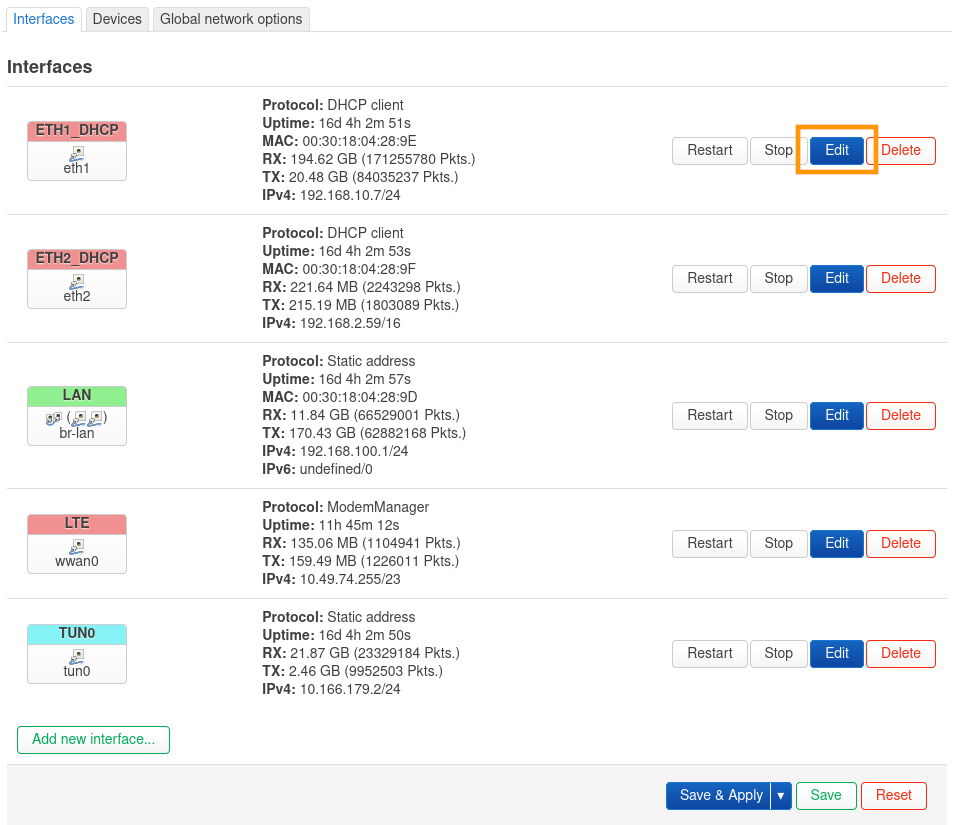 Interfaces
Devices
Global network options
Interfaces
ETH1_DHCP
eth1
Protocol: DHCP client
Uptime: 16d 4h 2m 51s
MAC: 00:30:18:04:28:9E
RX: 194.62 GB (171255780 Pkts.)
TX: 20.48 GB (84035237 Pkts.)
IPv4: 192.168.10.7/24
Restart
Stop
Edit
Delete
ETH2_DHCP
eth2
Protocol: DHCP client
Uptime: 16d 4h 2m 53s
MAC: 00:30:18:04:28:9F
RX: 221.64 MB (2243298 Pkts.)
TX: 215.19 MB (1803089 Pkts.)
IPv4: 192.168.2.59/16
Restart
Stop
Edit
Delete
LAN
( )
br-lan
Protocol: Static address
Uptime: 16d 4h 2m 57s
MAC: 00:30:18:04:28:9D
RX: 11.84 GB (66529001 Pkts.)
TX: 170.43 GB (62882168 Pkts.)
IPv4: 192.168.100.1/24
IPv6: undefined/0
Restart
Stop
Edit
Delete
LTE
wwan0
Protocol: ModemManager
Uptime: 11h 45m 12s
RX: 135.06 MB (1104941 Pkts.)
TX: 159.49 MB (1226011 Pkts.)
IPv4: 10.49.74.255/23
Restart
Stop
Edit
Delete
TUN0
tun0
Protocol: Static address
Uptime: 16d 4h 2m 50s
RX: 21.87 GB (23329184 Pkts.)
TX: 2.46 GB (9952503 Pkts.)
IPv4: 10.166.179.2/24
Restart
Stop
Edit
Delete
Add new interface...
Save & Apply
Save
Reset